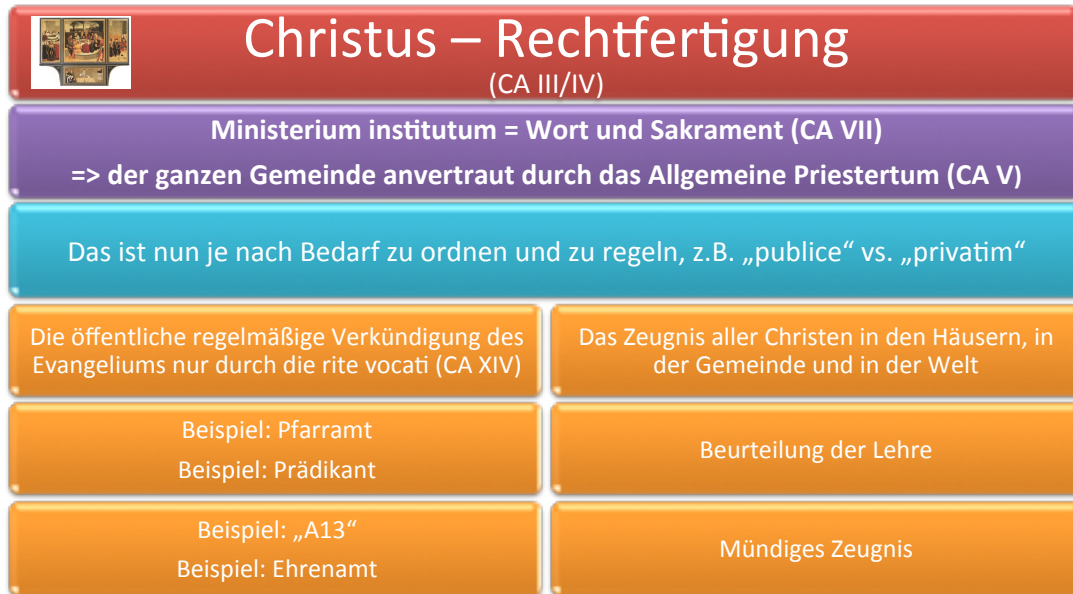 Christus – Rechtfertigung
(CA III/IV)
Ministerium institutum = Wort und Sakrament (CA VII)
=> der ganzen Gemeinde anvertraut durch das Allgemeine Priestertum (CA V)
Das ist nun je nach Bedarf zu ordnen und zu regeln, z.B. „publice“ vs. „privatim“
Die öffentliche regelmäßige Verkündigung des
Evangeliums nur durch die rite vocati (CA XIV)
Das Zeugnis aller Christen in den Häusern, in
der Gemeinde und in der Welt
Beispiel: Pfarramt
Beispiel: Prädikant
Beurteilung der Lehre
Beispiel: „A13“
Beispiel: Ehrenamt
Mündiges Zeugnis